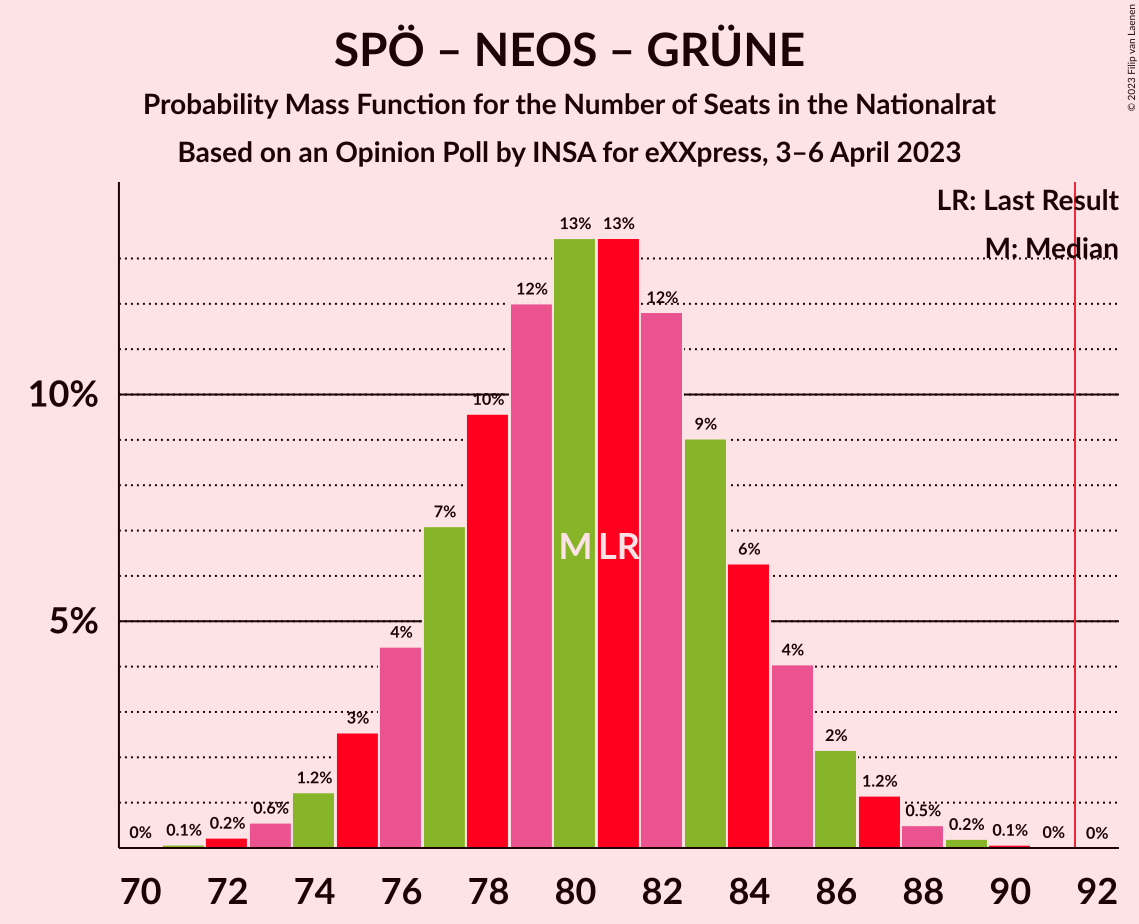 SPÖ – NEOS – GRÜNE
Probability Mass Function for the Number of Seats in the Nationalrat
Based on an Opinion Poll by INSA for eXXpress, 3–6 April 2023
© 2023 Filip van Laenen
LR: Last Result
M: Median
10%
5%
0% 0.1% 0.2% 0.6% 1.2% 3% 4% 7% 10% 12% 13% 13% 12% 9% 6% 4% 2% 1.2% 0.5% 0.2% 0.1% 0% 0%
M LR
70 72 74 76 78 80 82 84 86 88 90 92